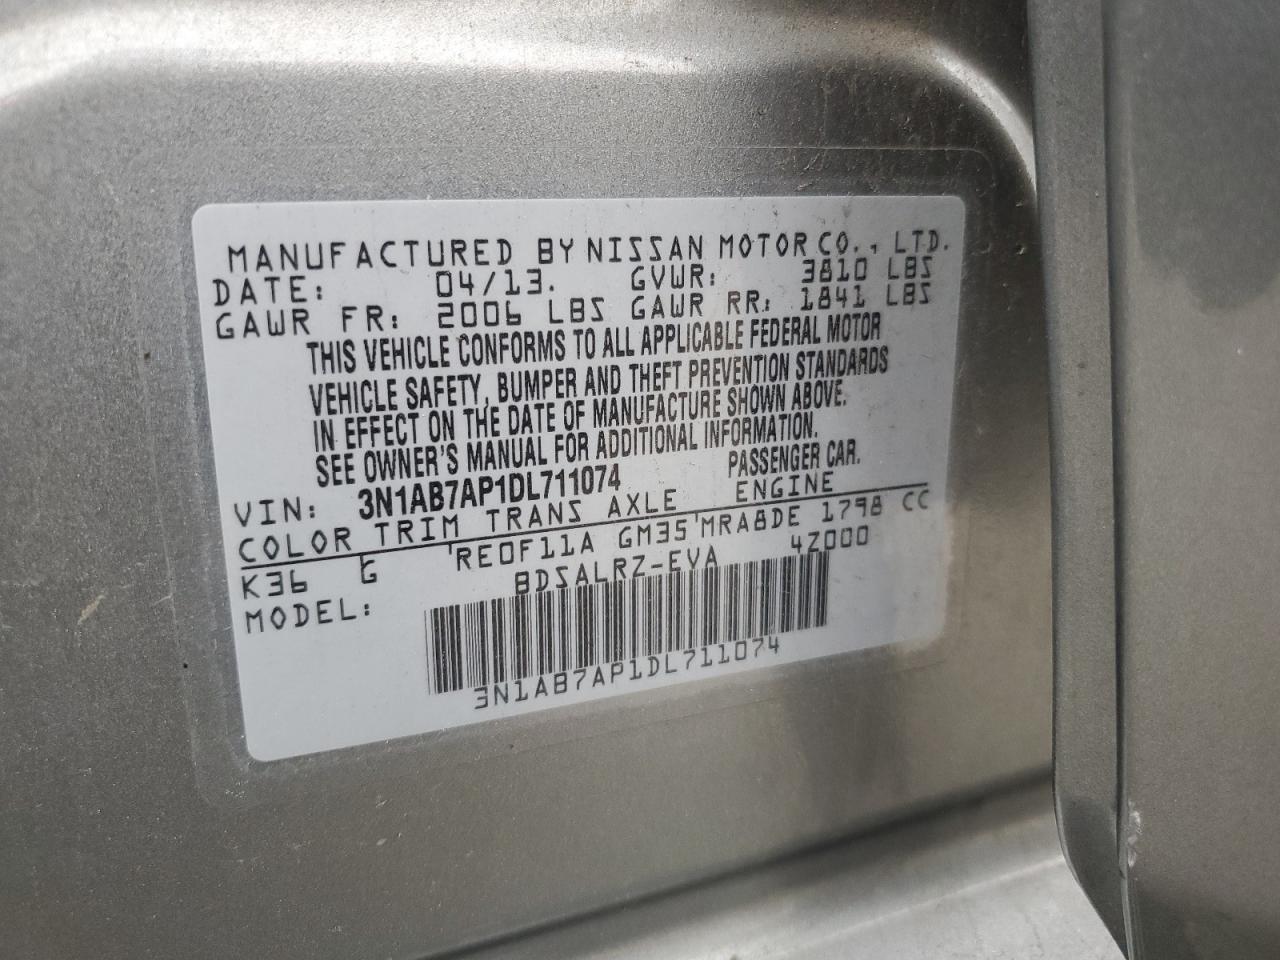 MANUFACTURED BY NISSAN MOTOR CO., LTD.
DATE: 04/13. GVWR: 3810 LBS
GAWR FR: 2006 LBS GAWR RR: 1841 LBS
THIS VEHICLE CONFORMS TO ALL APPLICABLE FEDERAL MOTOR
VEHICLE SAFETY, BUMPER AND THEFT PREVENTION STANDARDS
IN EFFECT ON THE DATE OF MANUFACTURE SHOWN ABOVE.
SEE OWNER'S MANUAL FOR ADDITIONAL INFORMATION.
VIN: 3N1AB7AP1DL711074 PASSENGER CAR.
COLOR TRIM TRANS AXLE ENGINE
K36 G RE0F11A GM35 MRA8DE 1798 CC
MODEL: BDSALRZ-EVA 4Z000
3N1AB7AP1DL711074